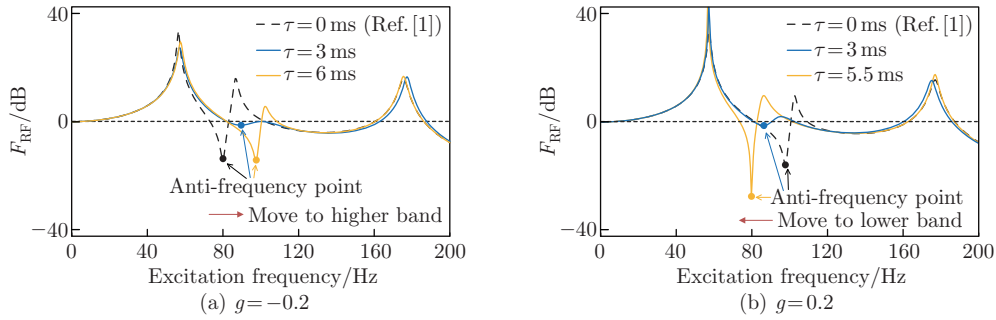 40
0
−40
F_RF/dB
τ=0 ms (Ref. [1])
τ=3 ms
τ=6 ms
Anti-frequency point
Move to higher band
0 40 80 120 160 200
Excitation frequency/Hz
(a) g=−0.2
40
0
−40
F_RF/dB
τ=0 ms (Ref. [1])
τ=3 ms
τ=5.5 ms
Anti-frequency point
Move to lower band
0 40 80 120 160 200
Excitation frequency/Hz
(b) g=0.2